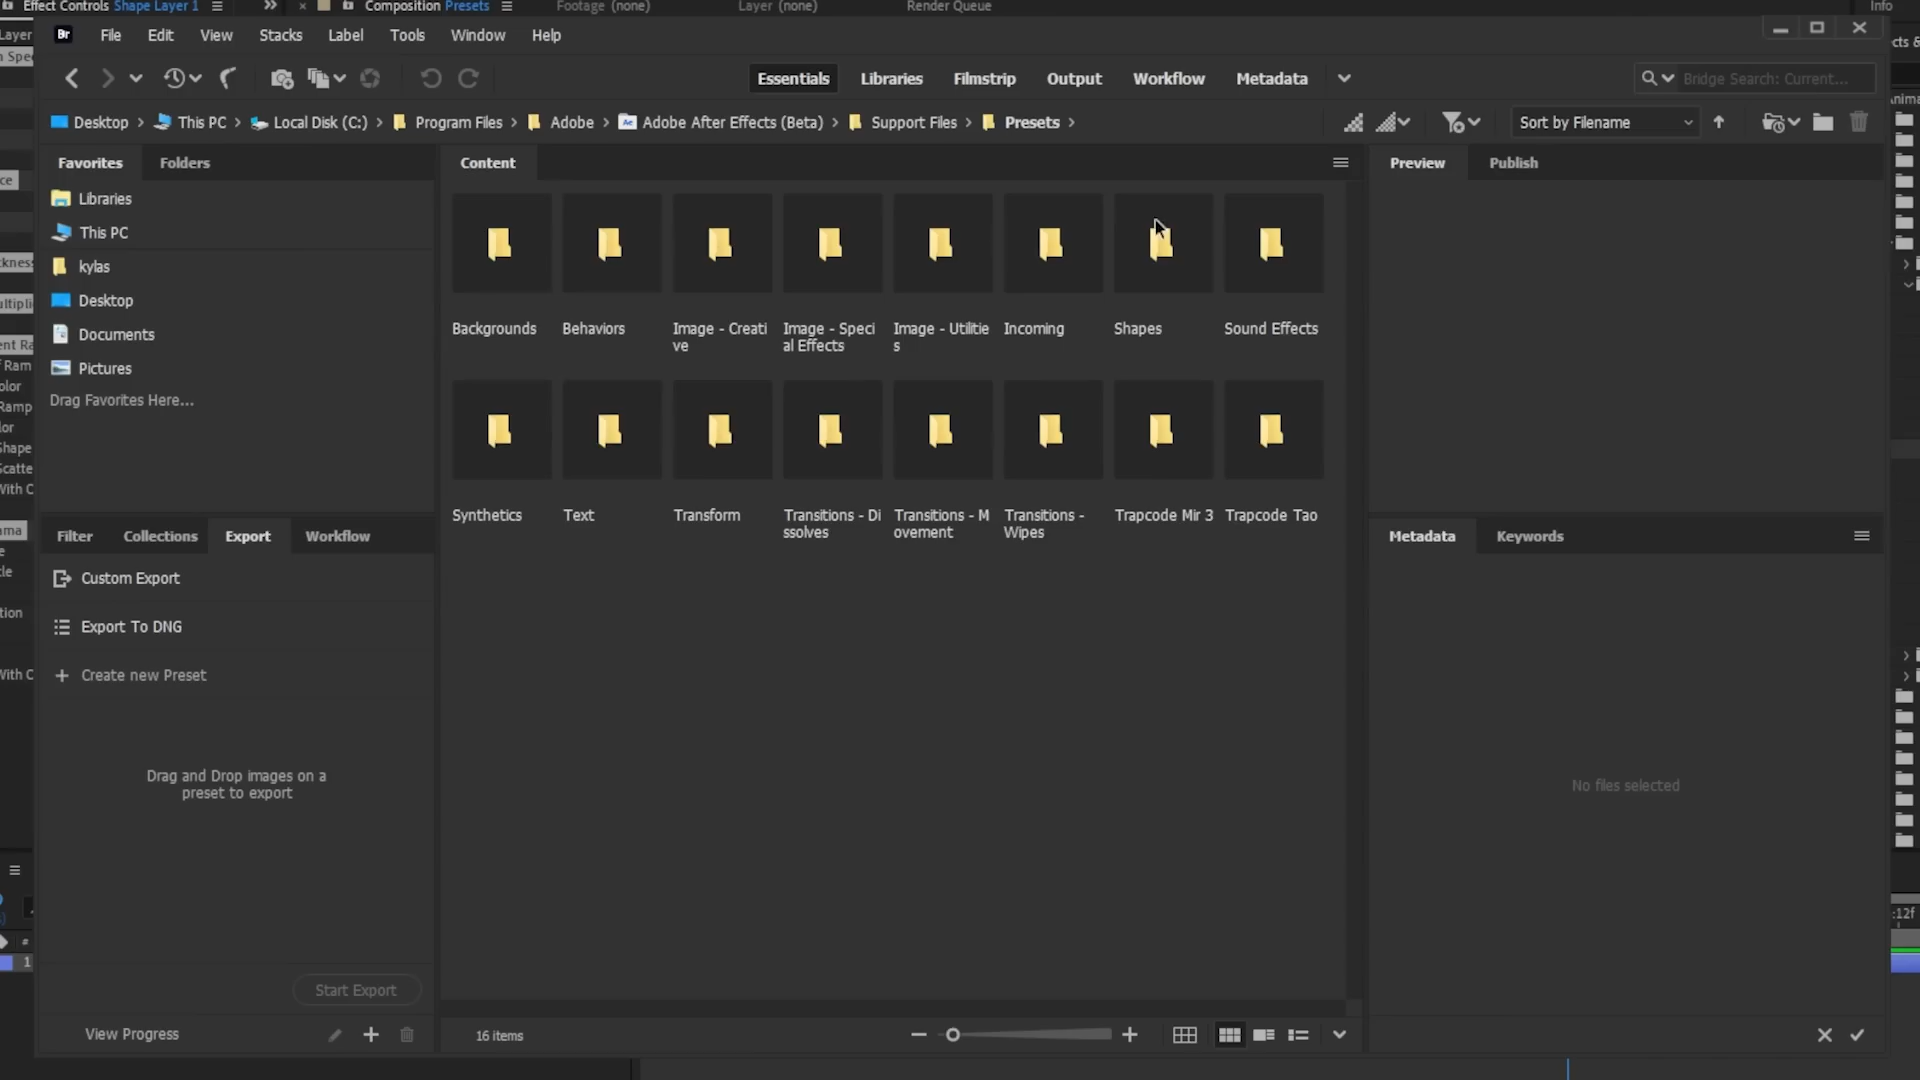 Effect Controls Shape Layer 1
Composition Presets
Footage (none)
Layer (none)
Render Queue
Info
Br
File
Edit
View
Stacks
Label
Tools
Window
Help
Essentials
Libraries
Filmstrip
Output
Workflow
Metadata
Bridge Search: Current...
Desktop
This PC
Local Disk (C:)
Program Files
Adobe
Adobe After Effects (Beta)
Support Files
Presets
Sort by Filename
Favorites
Folders
Libraries
This PC
kylas
Desktop
Documents
Pictures
Drag Favorites Here...
Content
Backgrounds
Behaviors
Image - Creati
ve
Image - Speci
al Effects
Image - Utilitie
s
Incoming
Shapes
Sound Effects
Synthetics
Text
Transform
Transitions - Di
ssolves
Transitions - M
ovement
Transitions -
Wipes
Trapcode Mir 3
Trapcode Tao
Preview
Publish
Filter
Collections
Export
Workflow
Custom Export
Export To DNG
Create new Preset
Drag and Drop images on a
preset to export
Start Export
View Progress
16 items
Metadata
Keywords
No files selected
Layer
1
:12f